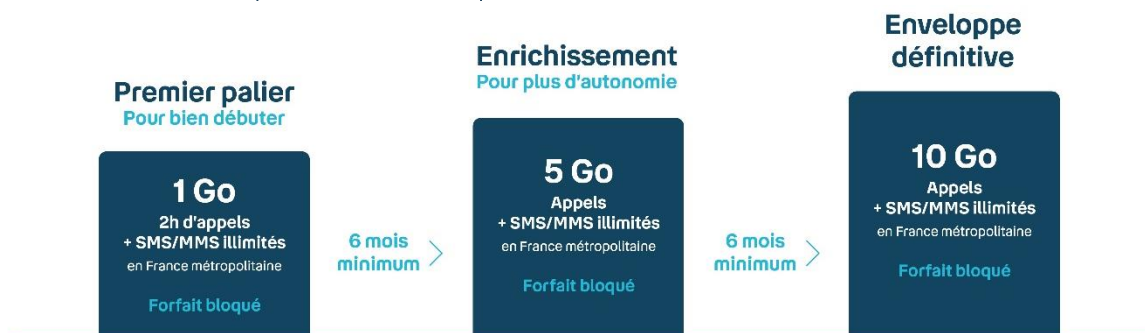 Premier palier
Pour bien débuter
1 Go
2h d'appels
+ SMS/MMS illimités
en France métropolitaine
Forfait bloqué
6 mois
minimum
Enrichissement
Pour plus d'autonomie
5 Go
Appels
+ SMS/MMS illimités
en France métropolitaine
Forfait bloqué
6 mois
minimum
Enveloppe
définitive
10 Go
Appels
+ SMS/MMS illimités
en France métropolitaine
Forfait bloqué